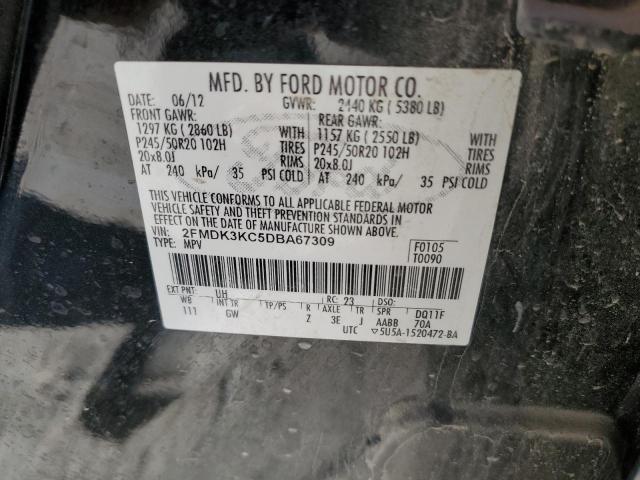 MFD. BY FORD MOTOR CO.
DATE: 06/12 GVWR: 2440 KG ( 5380 LB)
FRONT GAWR: REAR GAWR:
1297 KG ( 2860 LB) WITH 1157 KG ( 2550 LB) WITH
P245/50R20 102H TIRES P245/50R20 102H TIRES
20x8.0J RIMS 20x8.0J RIMS
AT 240 kPa/ 35 PSI COLD AT 240 kPa/ 35 PSI COLD
THIS VEHICLE CONFORMS TO ALL APPLICABLE FEDERAL MOTOR
VEHICLE SAFETY AND THEFT PREVENTION STANDARDS IN
EFFECT ON THE DATE OF MANUFACTURE SHOWN ABOVE.
VIN: 2FMDK3KC5DBA67309 F0105
TYPE: MPV T0090
EXT PNT: UH RC: 23 DSO:
WB INT TR TP/PS R AXLE TR SPR DQ11F
111 GW Z 3E J AABB 70A
UTC ▽5U5A-1520472-BA
Ford